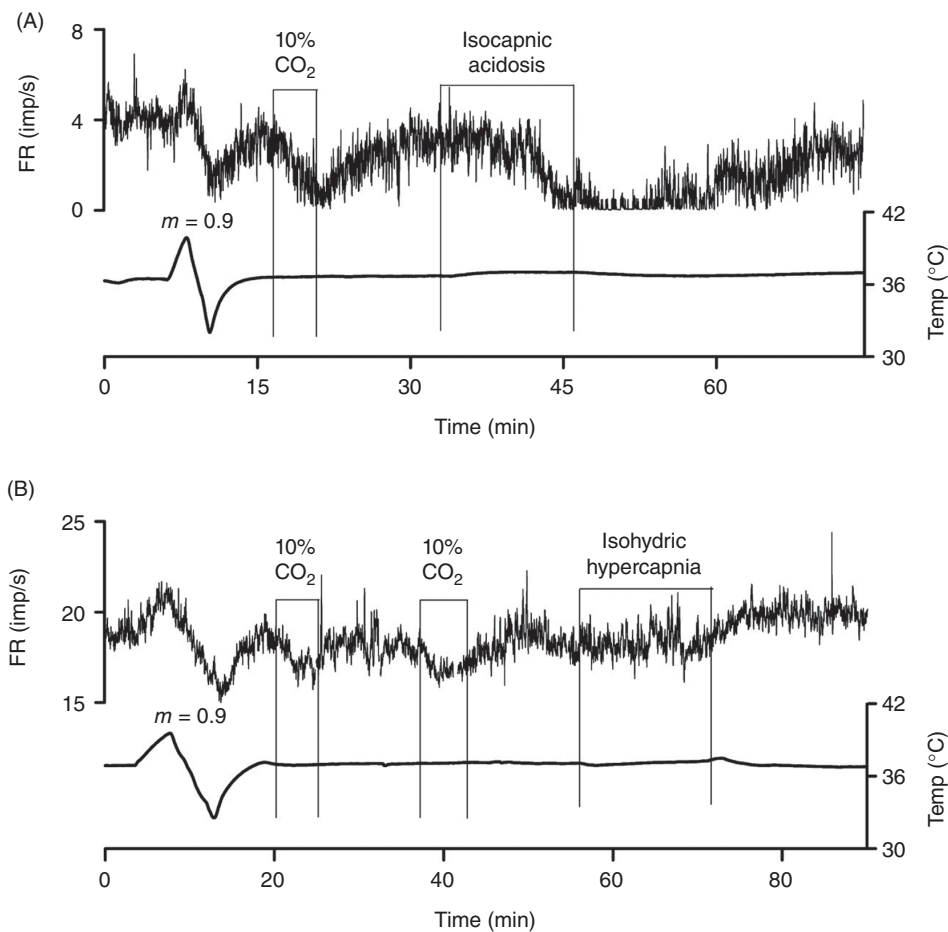 (A)
8
4
0
FR (imp/s)
10%
CO₂
Isocapnic
acidosis
m = 0.9
42
36
30
Temp (°C)
0 15 30 45 60
Time (min)
(B)
25
20
15
FR (imp/s)
10%
CO₂
10%
CO₂
Isohydric
hypercapnia
m = 0.9
42
36
30
Temp (°C)
0 20 40 60 80
Time (min)